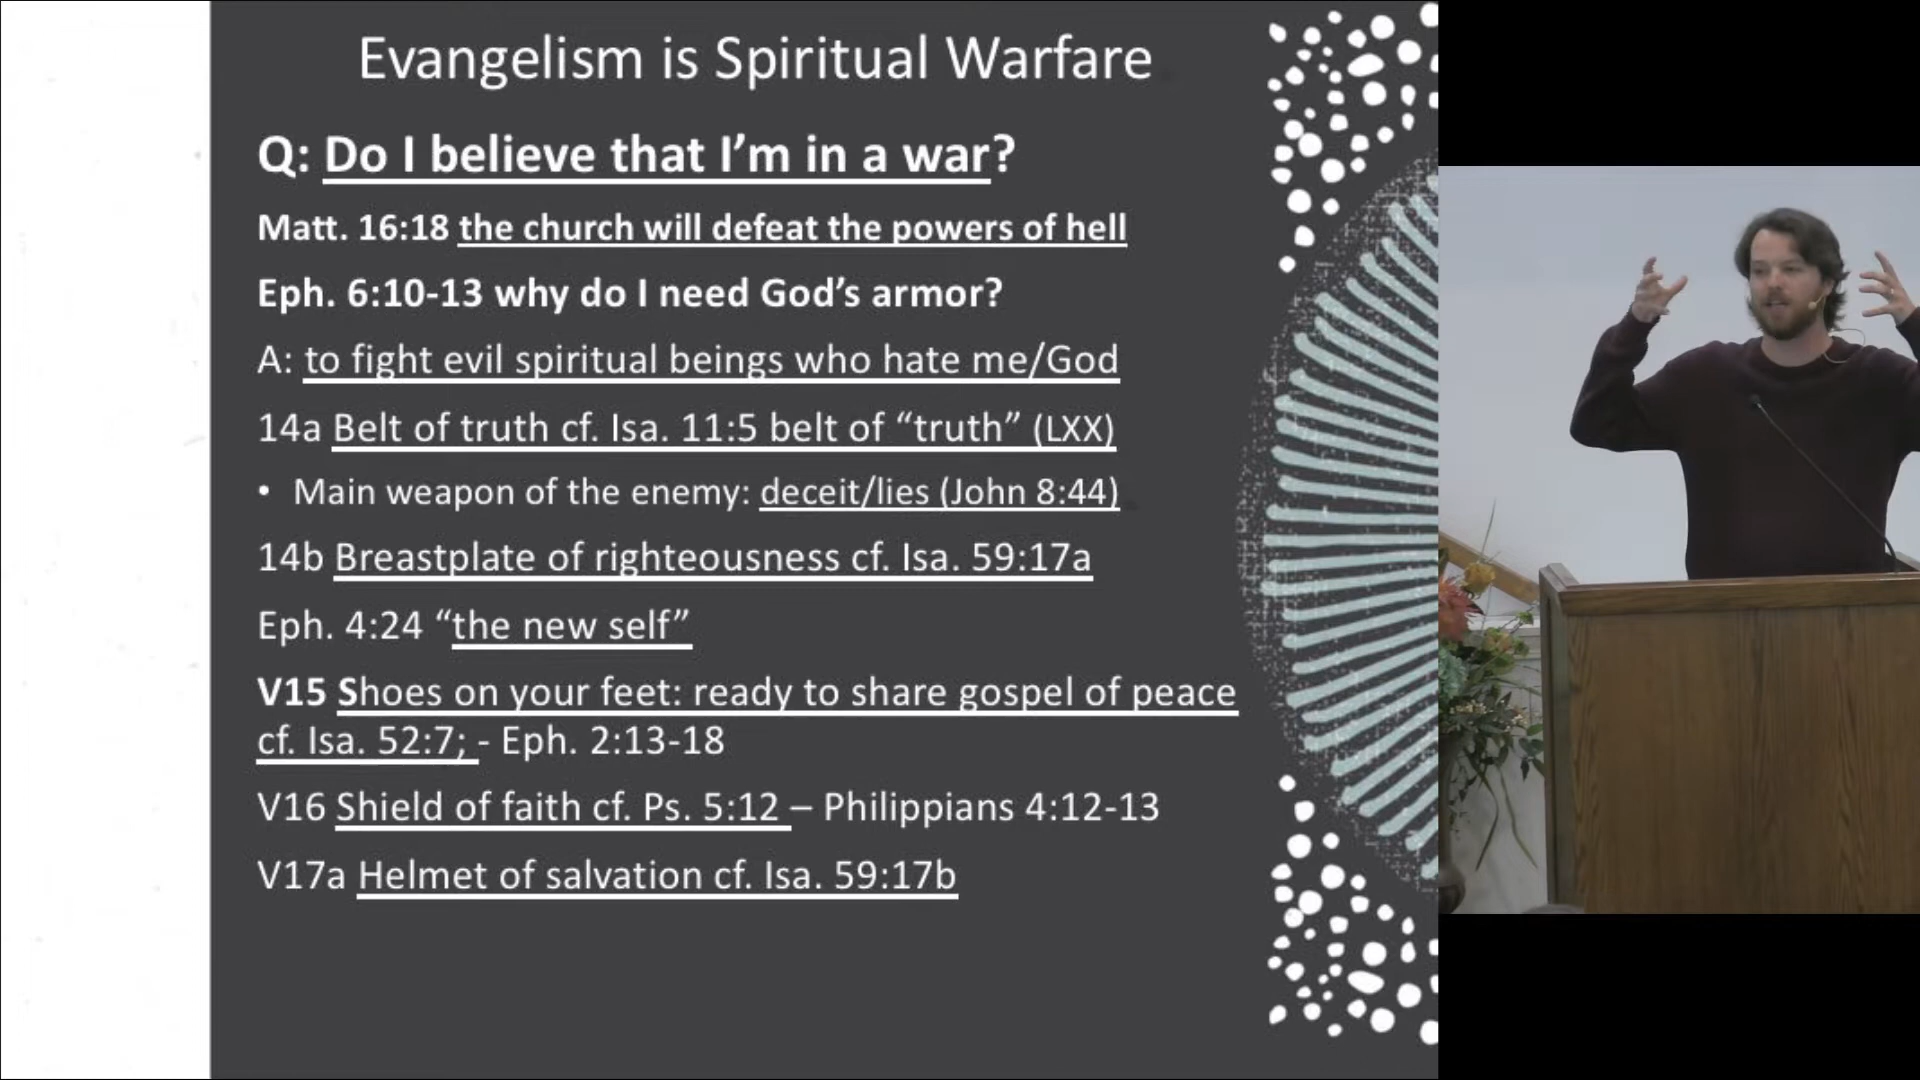 Evangelism is Spiritual Warfare
Q: Do I believe that I’m in a war?
Matt. 16:18 the church will defeat the powers of hell
Eph. 6:10-13 why do I need God’s armor?
A: to fight evil spiritual beings who hate me/God
14a Belt of truth cf. Isa. 11:5 belt of “truth” (LXX)
• Main weapon of the enemy: deceit/lies (John 8:44)
14b Breastplate of righteousness cf. Isa. 59:17a
Eph. 4:24 “the new self”
V15 Shoes on your feet: ready to share gospel of peace
cf. Isa. 52:7; - Eph. 2:13-18
V16 Shield of faith cf. Ps. 5:12 – Philippians 4:12-13
V17a Helmet of salvation cf. Isa. 59:17b